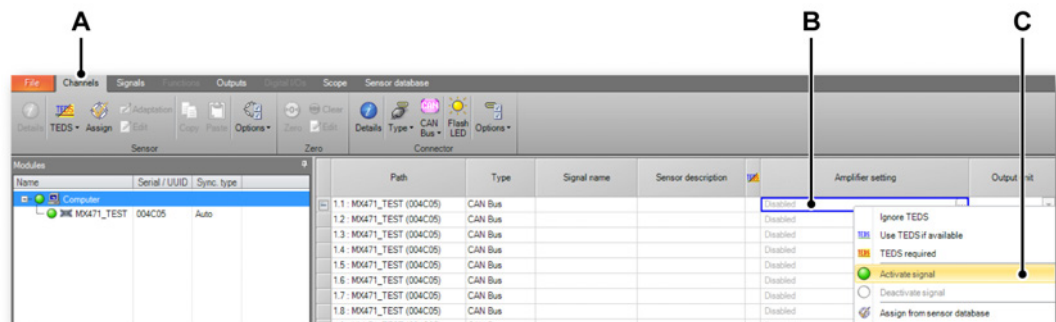 A
B
C
File Channels Signals Functions Outputs Digital I/Os Scope Sensor database
Details TEDS Assign Adaptation Edit Copy Paste Options Zero Clear Edit Details Type CAN Bus Flash LED Options
Sensor Zero Connector
Modules
Name Serial / UUID Sync. type
Computer
MX471_TEST 004C05 Auto
Path Type Signal name Sensor description TEDS Amplifier setting Output unit
1.1 : MX471_TEST (004C05) CAN Bus Disabled ...
1.2 : MX471_TEST (004C05) CAN Bus Disabled
1.3 : MX471_TEST (004C05) CAN Bus Disabled
1.4 : MX471_TEST (004C05) CAN Bus Disabled
1.5 : MX471_TEST (004C05) CAN Bus Disabled
1.6 : MX471_TEST (004C05) CAN Bus Disabled
1.7 : MX471_TEST (004C05) CAN Bus Disabled
1.8 : MX471_TEST (004C05) CAN Bus Disabled
Ignore TEDS
TEDS Use TEDS if available
TEDS TEDS required
Activate signal
Deactivate signal
Assign from sensor database